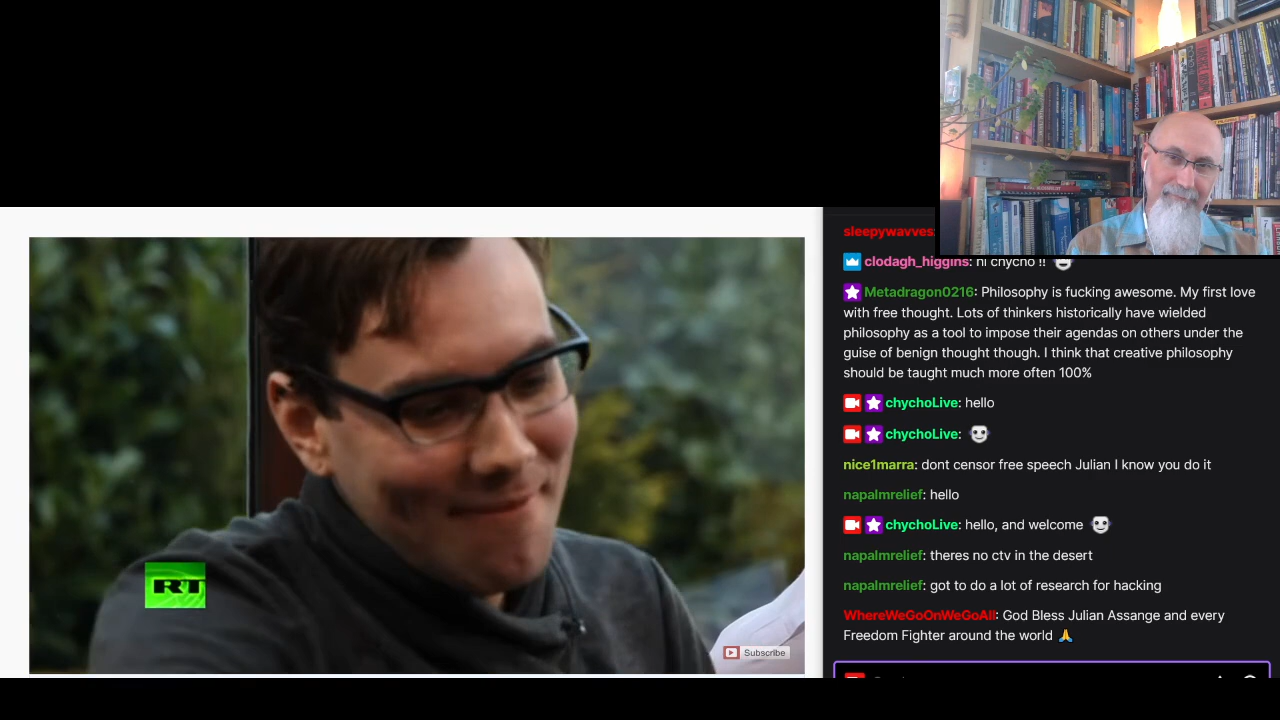 sleepywavves:
clodagh_higgins: hi chycho !!
Metadragon0216: Philosophy is fucking awesome. My first love
with free thought. Lots of thinkers historically have wielded
philosophy as a tool to impose their agendas on others under the
guise of benign thought though. I think that creative philosophy
should be taught much more often 100%
chychoLive: hello
chychoLive:
nice1marra: dont censor free speech Julian I know you do it
napalmrelief: hello
chychoLive: hello, and welcome
napalmrelief: theres no ctv in the desert
RT
napalmrelief: got to do a lot of research for hacking
WhereWeGoOnWeGoAll: God Bless Julian Assange and every
Freedom Fighter around the world 🙏
Subscribe